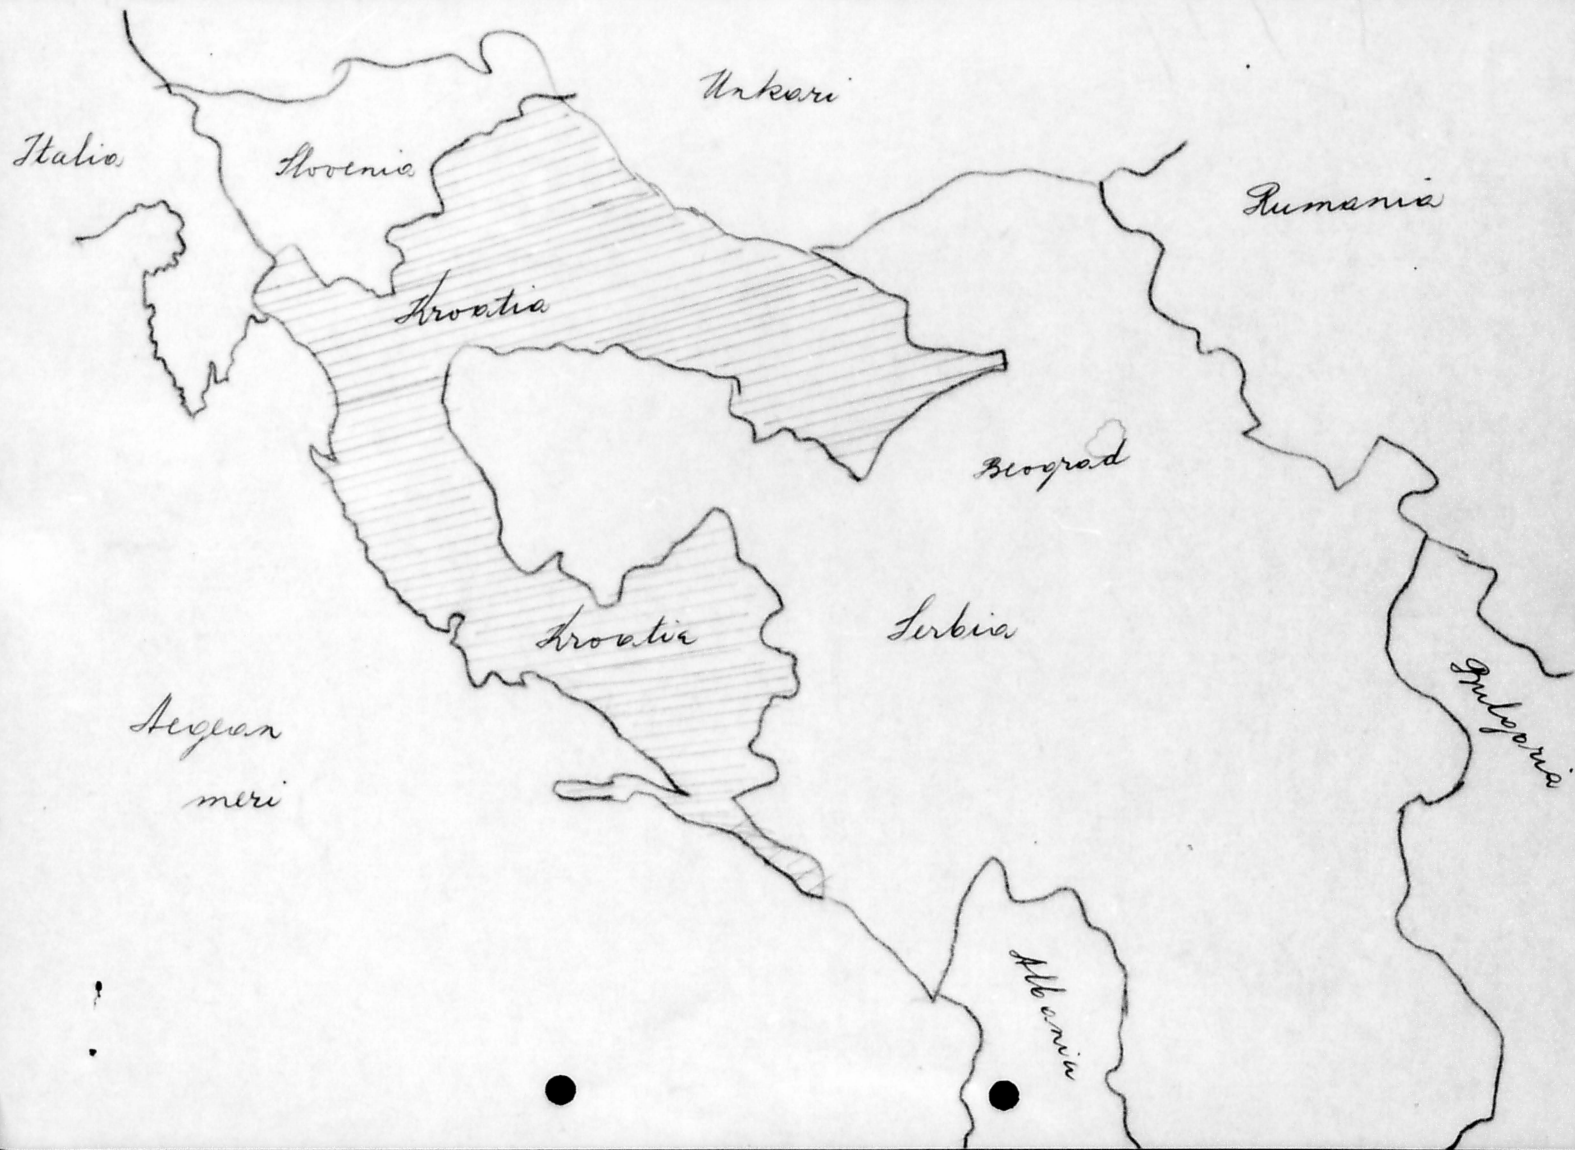 Unkari
Italia
Slovenia
Rumania
Kroatia
Beograd
Kroatia
Serbia
Bulgaria
Aegean
meri
Albania